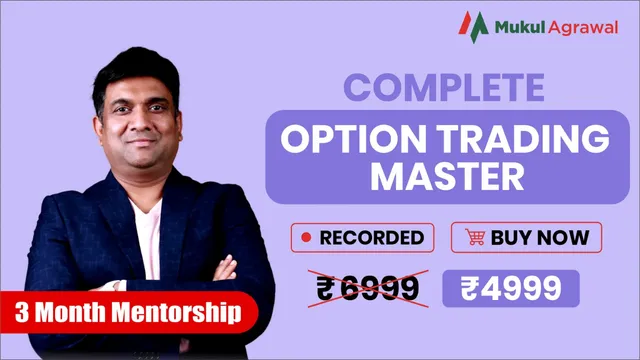 Mukul Agrawal
COMPLETE
OPTION TRADING
MASTER
RECORDED
BUY NOW
₹6999
₹4999
3 Month Mentorship